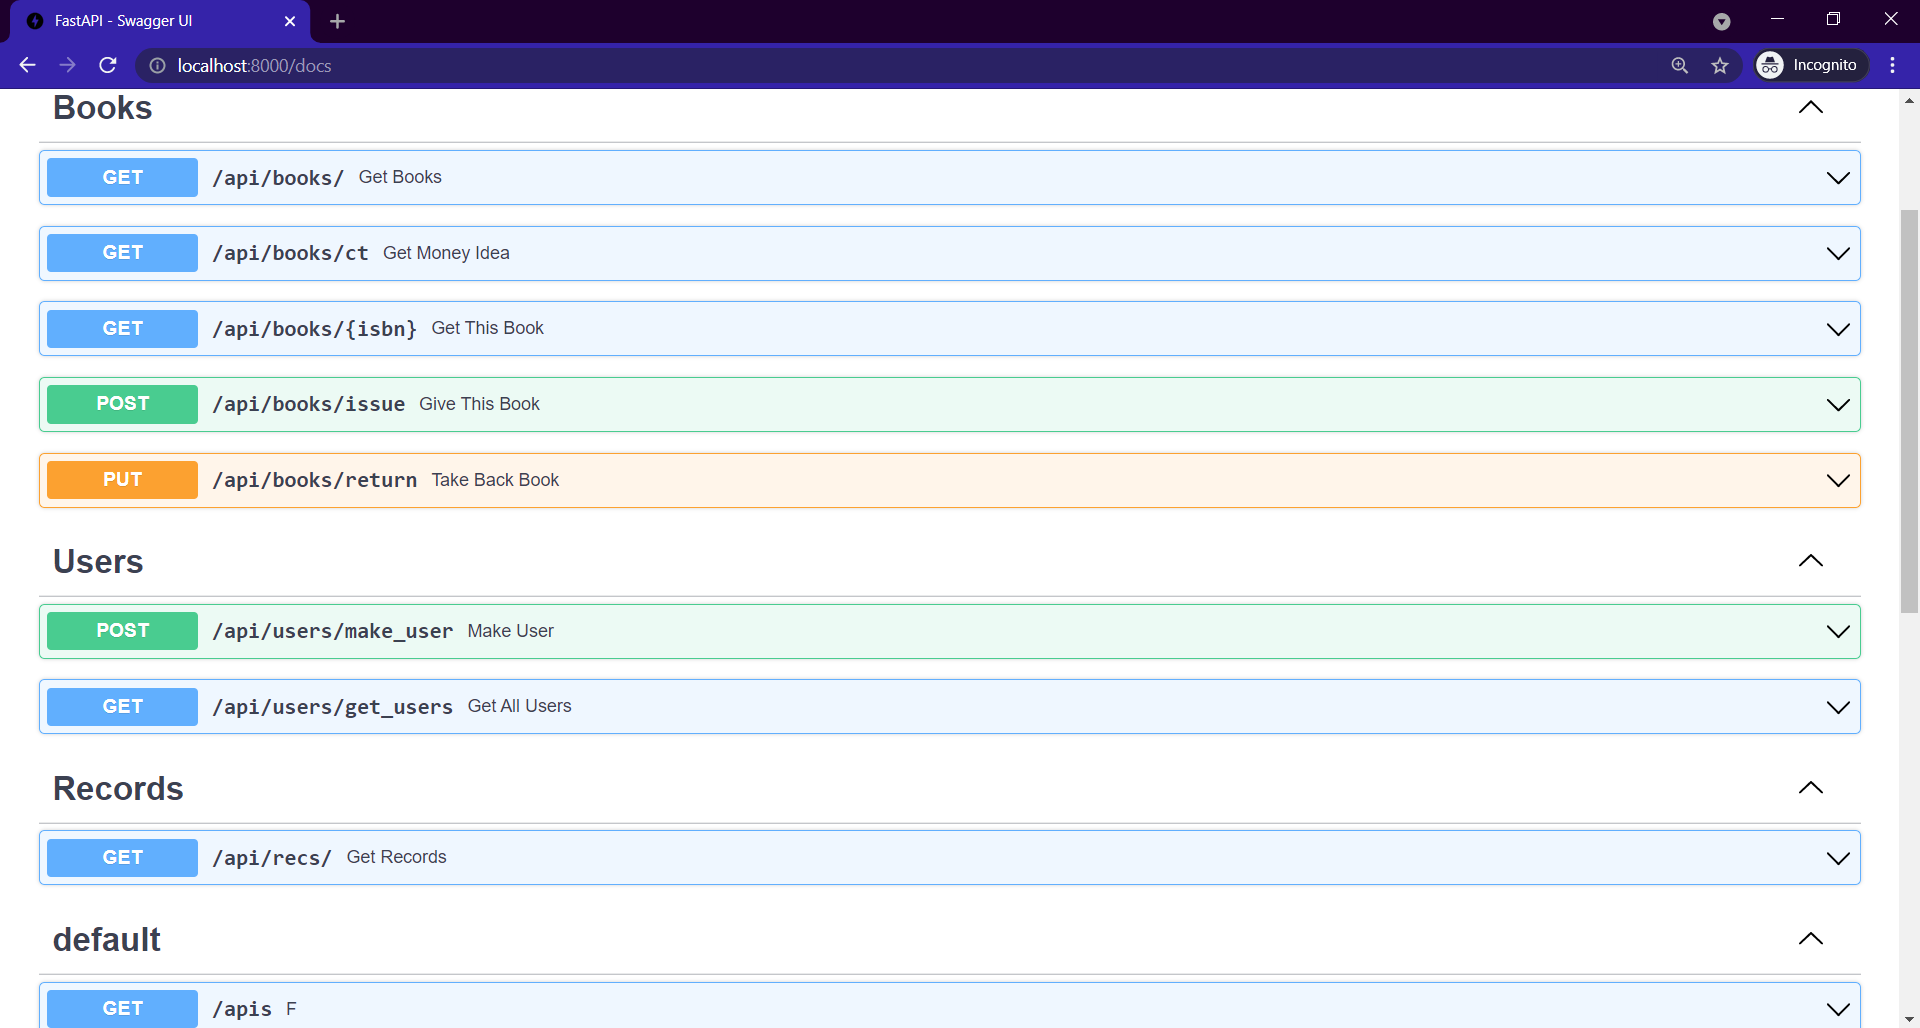 FastAPI - Swagger UI
localhost:8000/docs
Incognito
Books
GET /api/books/ Get Books
GET /api/books/ct Get Money Idea
GET /api/books/{isbn} Get This Book
POST /api/books/issue Give This Book
PUT /api/books/return Take Back Book
Users
POST /api/users/make_user Make User
GET /api/users/get_users Get All Users
Records
GET /api/recs/ Get Records
default
GET /apis F